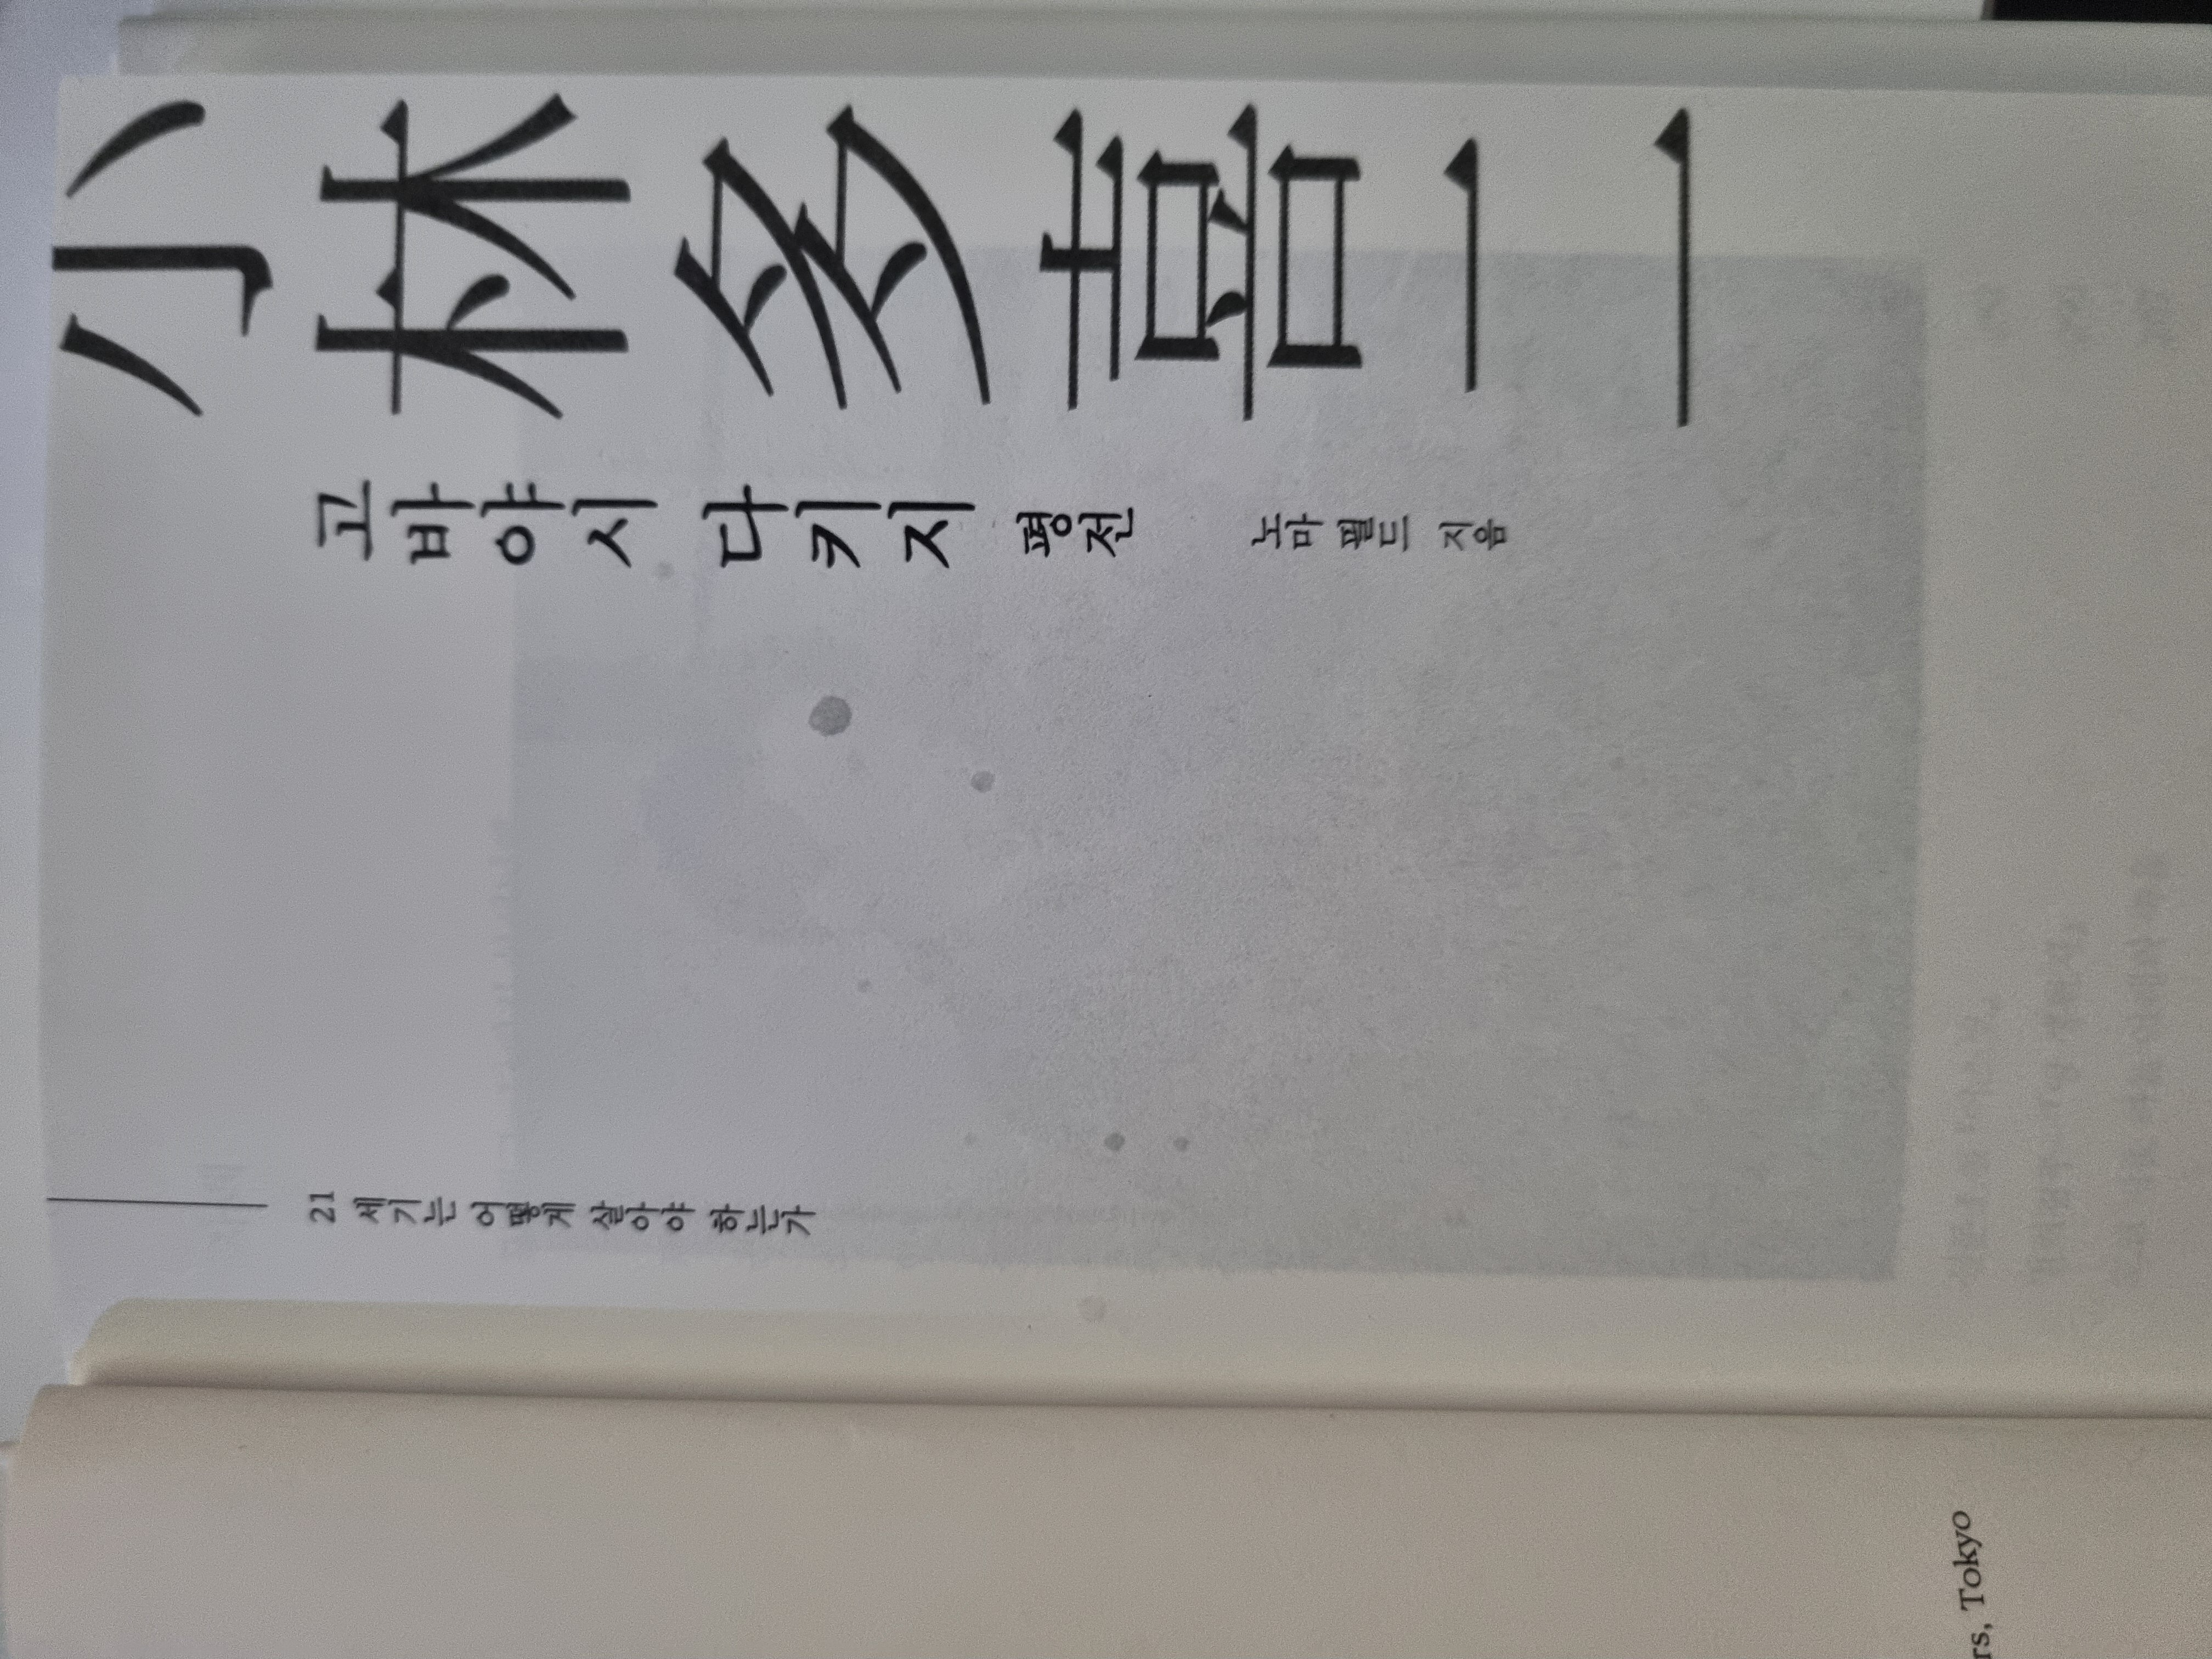 小林多喜二
고바야시 다키지 평전 노마 필드 지음
21 세기는 어떻게 살아야 하는가
rs, Tokyo